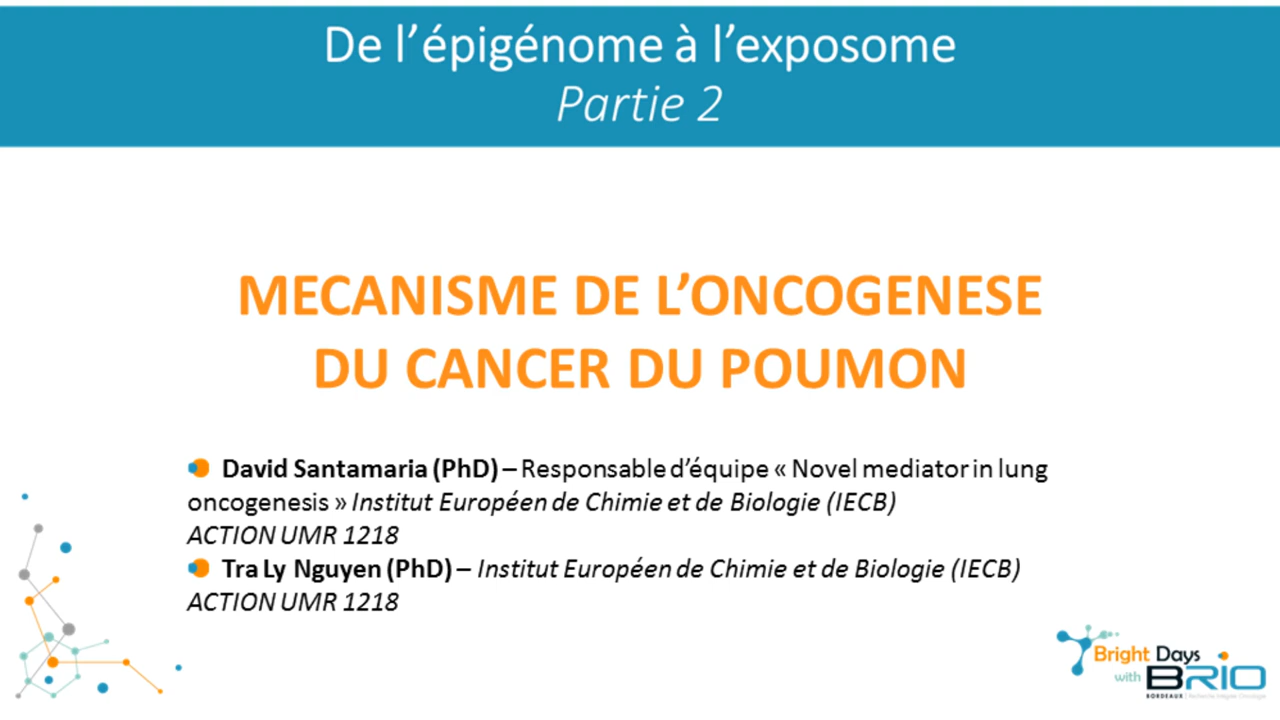 De l’épigénome à l’exposome
Partie 2
MECANISME DE L’ONCOGENESE
DU CANCER DU POUMON
David Santamaria (PhD) – Responsable d’équipe « Novel mediator in lung
oncogenesis » Institut Européen de Chimie et de Biologie (IECB)
ACTION UMR 1218
Tra Ly Nguyen (PhD) – Institut Européen de Chimie et de Biologie (IECB)
ACTION UMR 1218
Bright Days
with BRIO
BORDEAUX